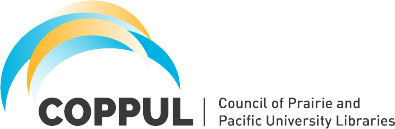 COPPUL
Council of Prairie and
Pacific University Libraries